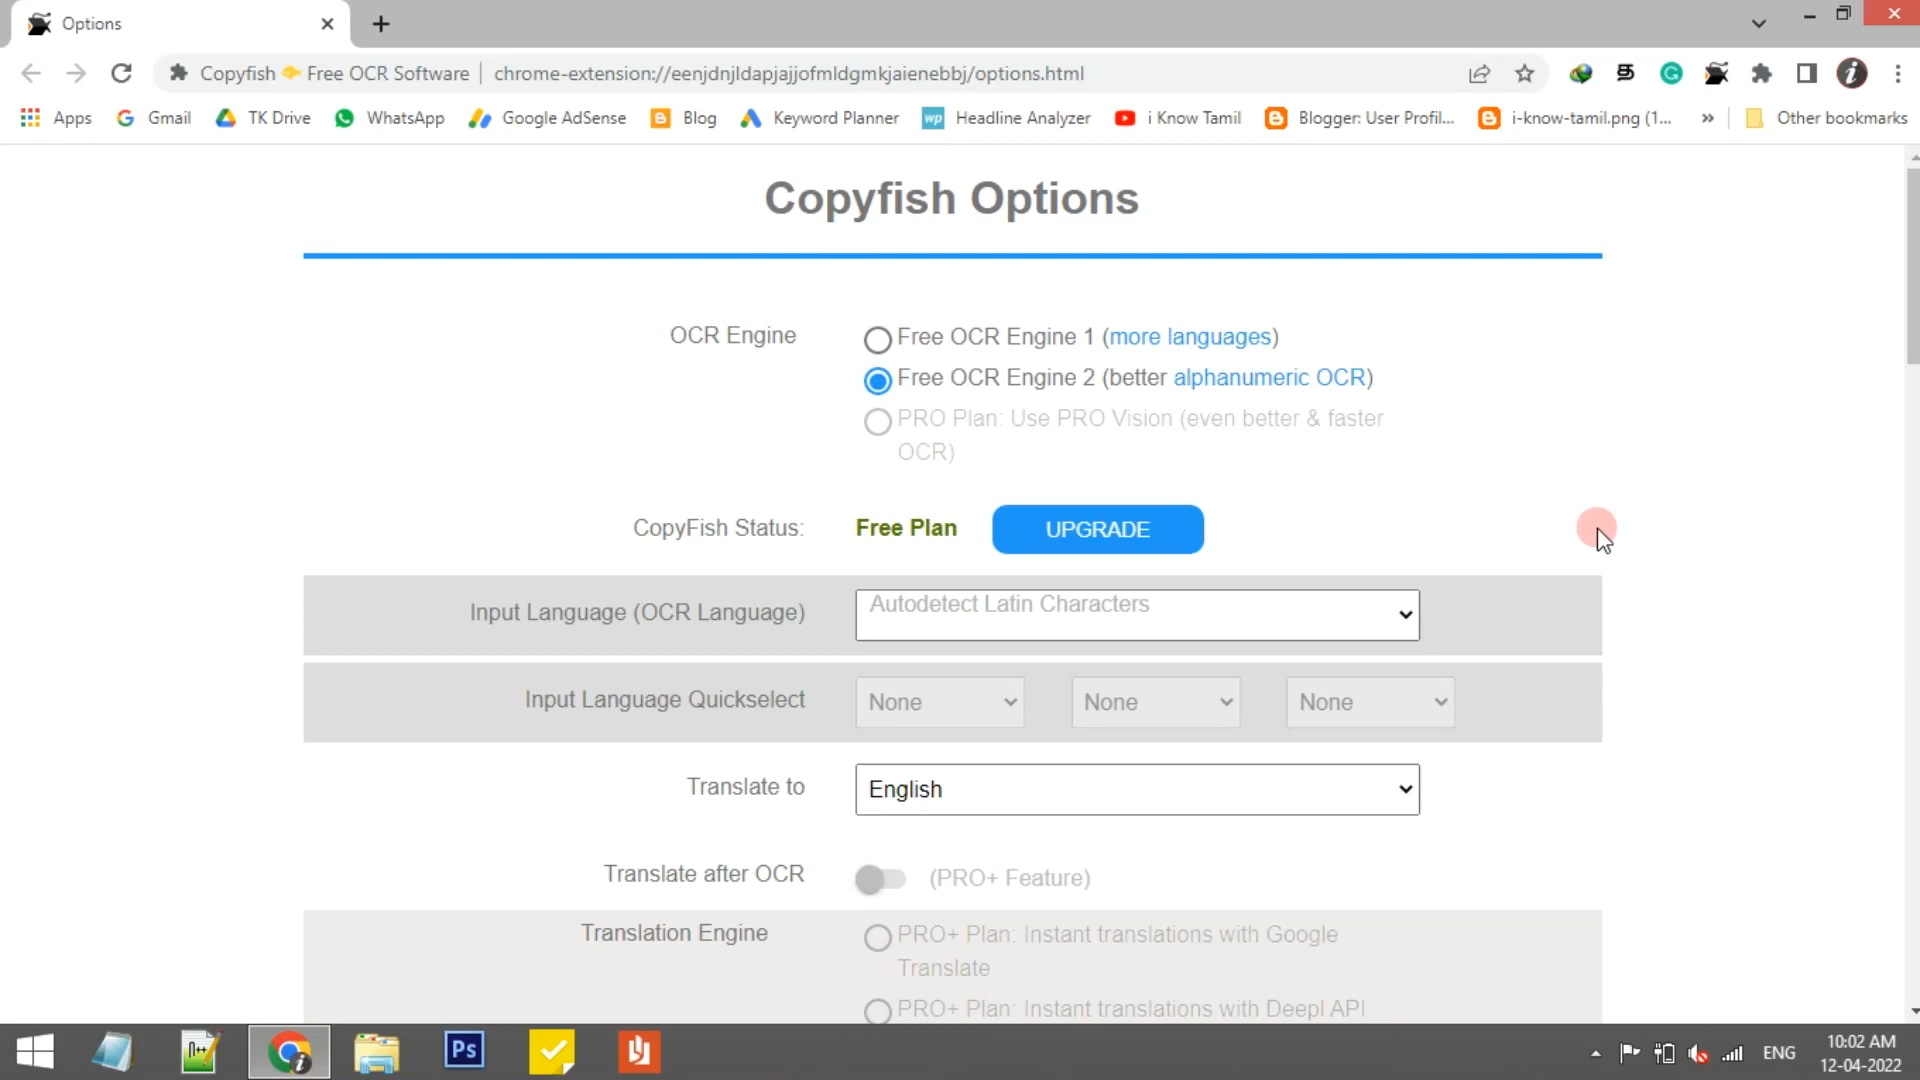 Options
Copyfish 🐡 Free OCR Software | chrome-extension://eenjdnjldapjajjofmldgmkjaienebbj/options.html
Apps Gmail TK Drive WhatsApp Google AdSense Blog Keyword Planner wp Headline Analyzer i Know Tamil Blogger: User Profil... i-know-tamil.png (1... » Other bookmarks
Copyfish Options
OCR Engine
Free OCR Engine 1 (more languages)
Free OCR Engine 2 (better alphanumeric OCR)
PRO Plan: Use PRO Vision (even better & faster
OCR)
CopyFish Status: Free Plan UPGRADE
Input Language (OCR Language) Autodetect Latin Characters
Input Language Quickselect None None None
Translate to English
Translate after OCR (PRO+ Feature)
Translation Engine
PRO+ Plan: Instant translations with Google
Translate
PRO+ Plan: Instant translations with Deepl API
Ps
ENG
10:02 AM
12-04-2022